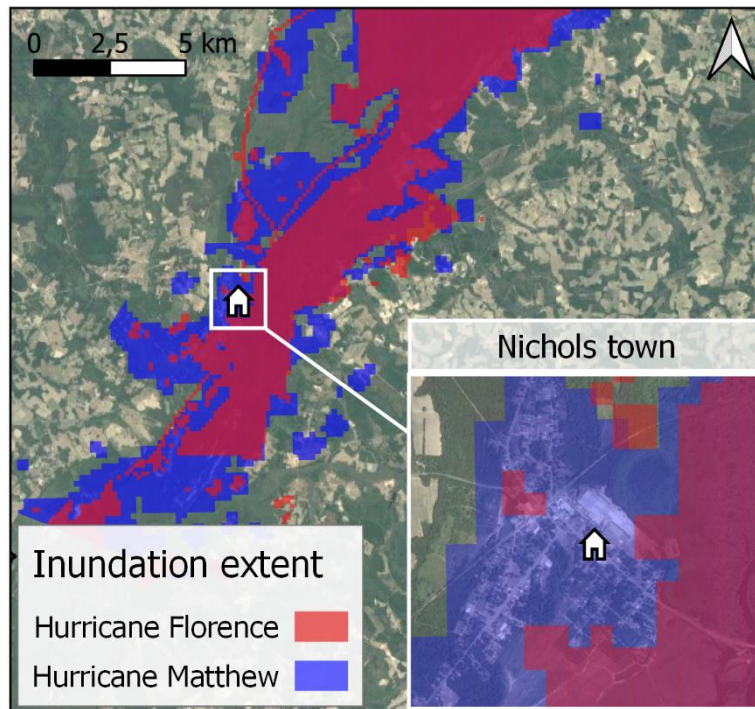 0 2,5 5 km
Nichols town
Inundation extent
Hurricane Florence
Hurricane Matthew